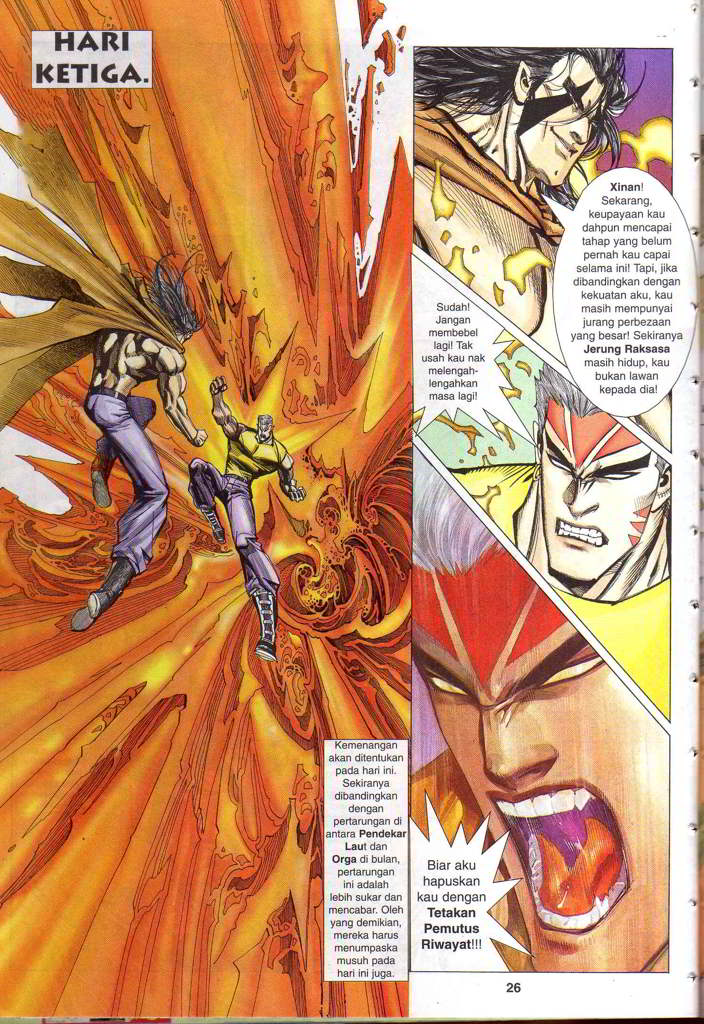 HARI
KETIGA.
Xinan!
Sekarang,
keupayaan kau
dahpun mencapai
tahap yang belum
pernah kau capai
selama ini! Tapi, jika
dibandingkan dengan
kekuatan aku, kau
masih mempunyai
jurang perbezaan
yang besar! Sekiranya
Jerung Raksasa
masih hidup, kau
bukan lawan
kepada dia!
Sudah!
Jangan
membebel
lagi! Tak
usah kau nak
melengah-
lengahkan
masa lagi!
Kemenangan
akan ditentukan
pada hari ini.
Sekiranya
dibandingkan
dengan
pertarungan di
antara Pendekar
Laut dan
Orga di bulan,
pertarungan
ini adalah
lebih sukar dan
mencabar. Oleh
yang demikian,
mereka harus
menumpaska
musuh pada
hari ini juga.
Biar aku
hapuskan
kau dengan
Tetakan
Pemutus
Riwayat!!!
26